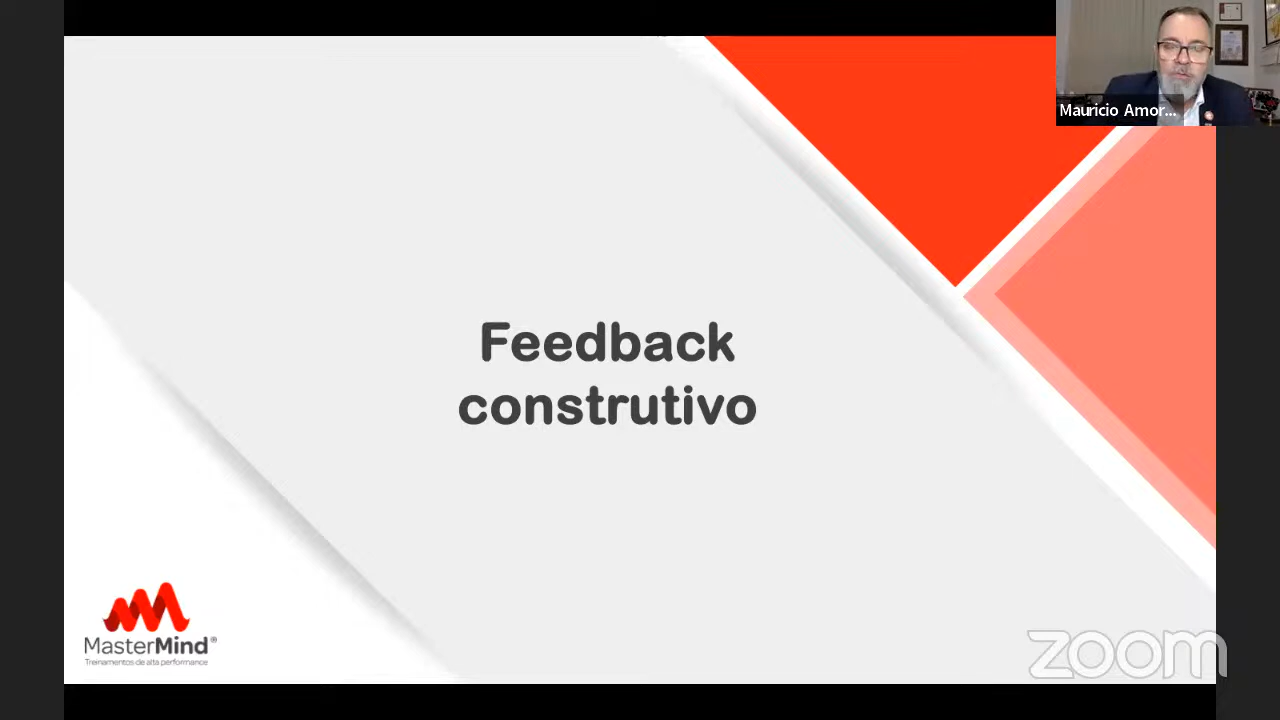 Mauricio Amor...
Feedback
construtivo
MasterMind®
Treinamentos de alta performance
zoom